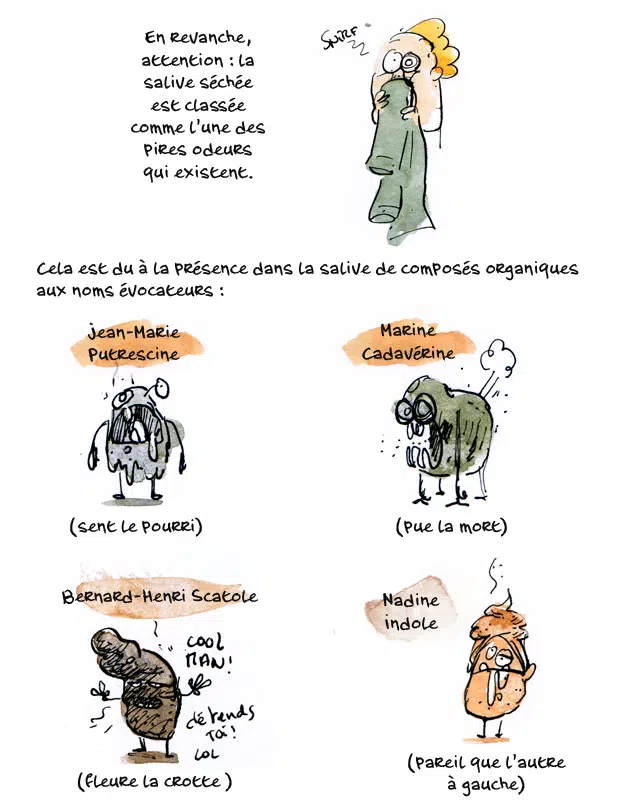 En revanche,
attention : la
salive séchée
est classée
comme l'une des
pires odeurs
qui existent.
SNIRF
Cela est du à la présence dans la salive de composés organiques
aux noms évocateurs :
Jean-Marie
Putrescine
Marine
Cadavérine
(sent le pourri)
(pue la mort)
Bernard-Henri Scatole
COOL
MAN!
détends
toi!
LOL
(fleure la crotte)
Nadine
indole
(pareil que l'autre
à gauche)